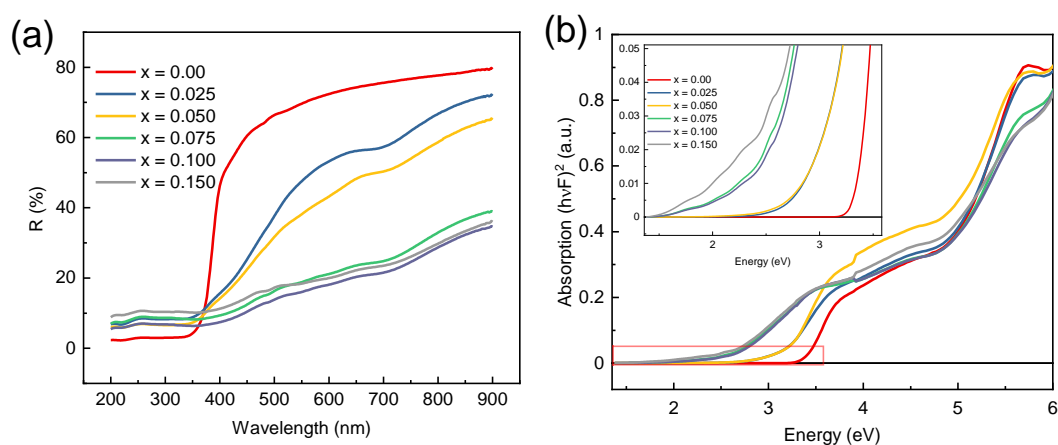 (a)
80
60
40
20
0
R (%)
x = 0.00
x = 0.025
x = 0.050
x = 0.075
x = 0.100
x = 0.150
200 300 400 500 600 700 800 900
Wavelength (nm)
(b)
1
0.8
0.6
0.4
0.2
0
Absorption (hνF)² (a.u.)
0.05
0.04
0.03
0.02
0.01
0
x = 0.00
x = 0.025
x = 0.050
x = 0.075
x = 0.100
x = 0.150
2 3
Energy (eV)
2 3 4 5 6
Energy (eV)